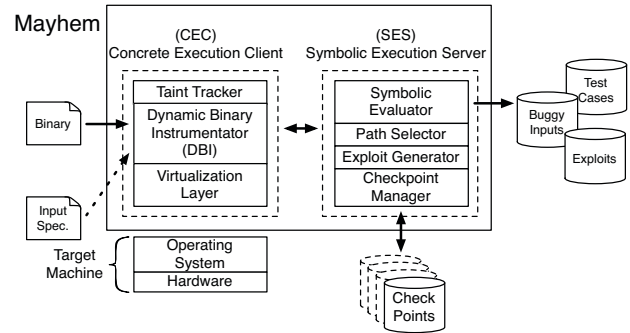 Mayhem
(CEC)
Concrete Execution Client
(SES)
Symbolic Execution Server
Taint Tracker
Dynamic Binary
Instrumentator
(DBI)
Virtualization
Layer
Symbolic
Evaluator
Path Selector
Exploit Generator
Checkpoint
Manager
Binary
Input
Spec.
Test
Cases
Buggy
Inputs
Exploits
Target
Machine
Operating
System
Hardware
Check
Points